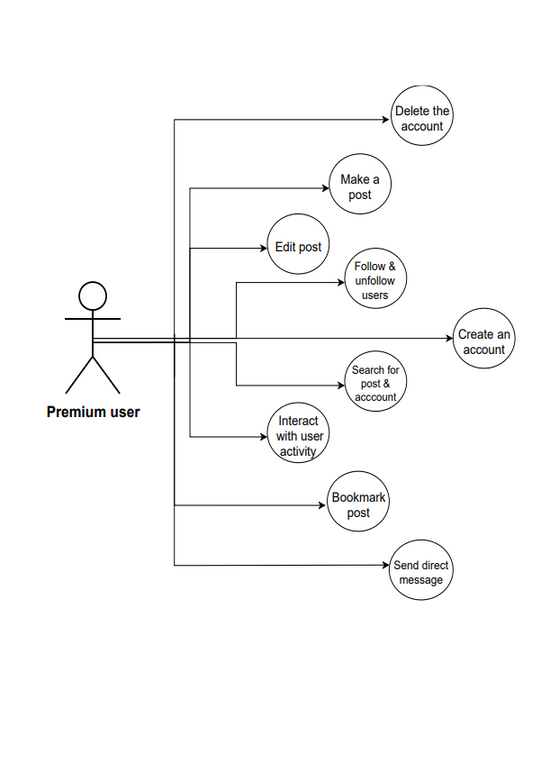 Delete the
account
Make a
post
Edit post
Follow &
unfollow
users
Create an
account
Search for
post &
acccount
Interact
with user
activity
Bookmark
post
Send direct
message
Premium user